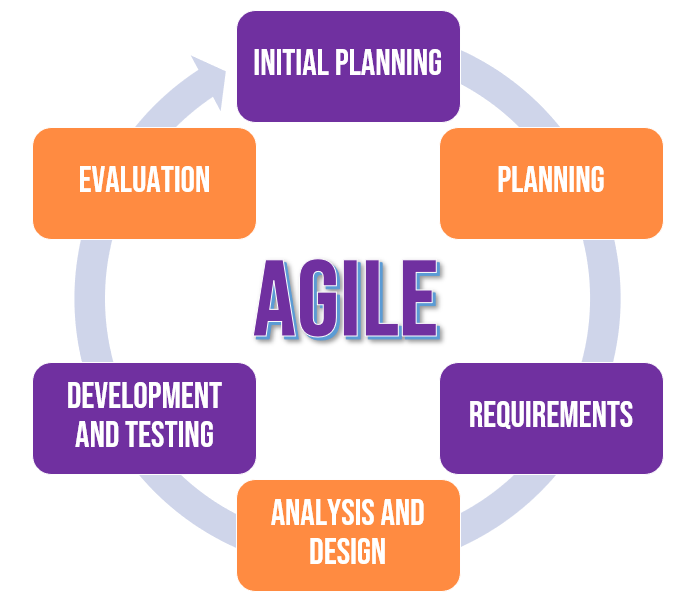 INITIAL PLANNING
PLANNING
REQUIREMENTS
ANALYSIS AND
DESIGN
DEVELOPMENT
AND TESTING
EVALUATION
AGILE